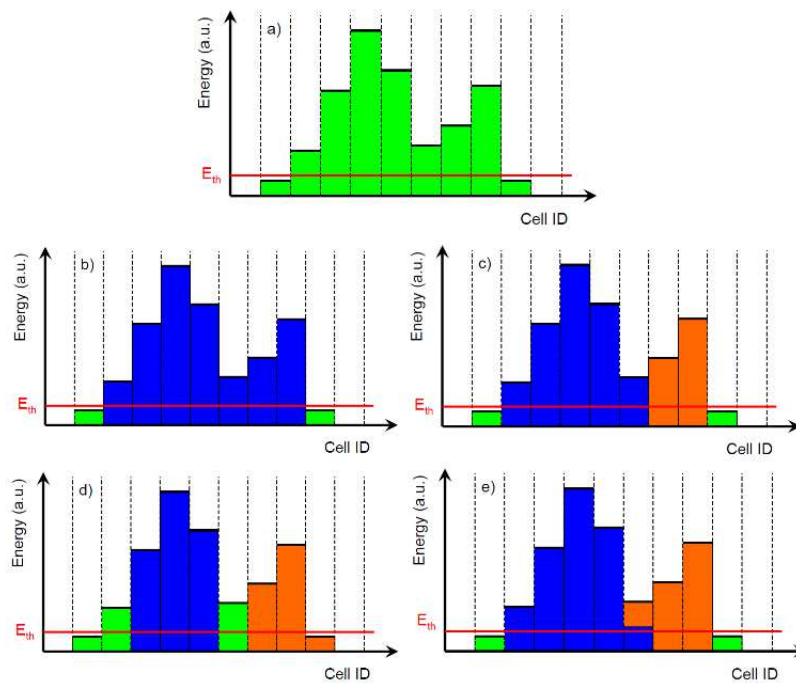 Energy (a.u.)
a)
Eth
Cell ID
Energy (a.u.)
b)
Eth
Cell ID
Energy (a.u.)
c)
Eth
Cell ID
Energy (a.u.)
d)
Eth
Cell ID
Energy (a.u.)
e)
Eth
Cell ID